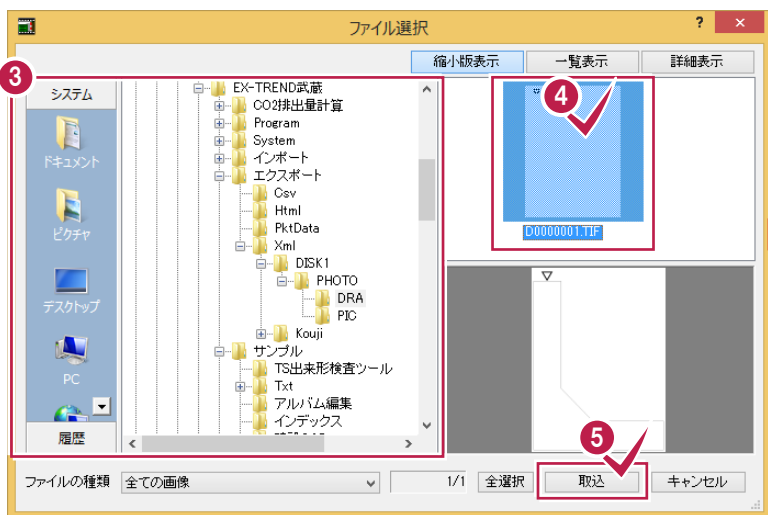 ファイル選択
?
×
縮小版表示
一覧表示
詳細表示
3
システム
ドキュメント
ピクチャ
デスクトップ
PC
履歴
EX-TREND武蔵
CO2排出量計算
Program
System
インポート
エクスポート
Csv
Html
PktData
Xml
DISK1
PHOTO
DRA
PIC
Kouji
サンプル
TS出来形検査ツール
Txt
アルバム編集
インデックス
4
D0000001.TIF
5
ファイルの種類
全ての画像
1/1
全選択
取込
キャンセル